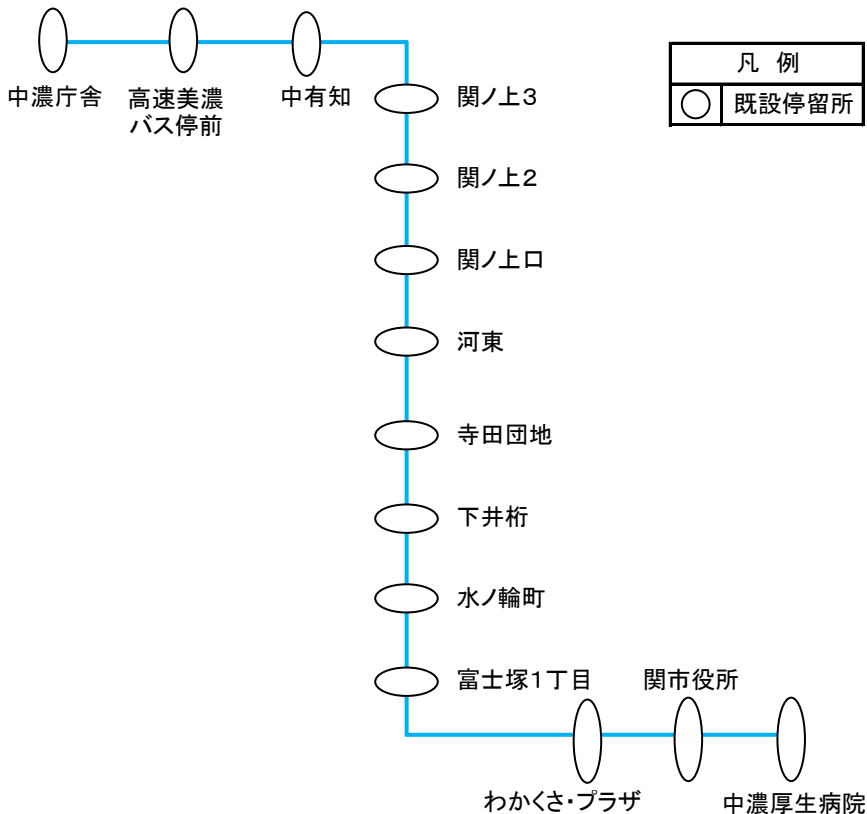 中濃庁舎
高速美濃
バス停前
中有知
凡 例
既設停留所
関ノ上3
関ノ上2
関ノ上口
河東
寺田団地
下井桁
水ノ輪町
富士塚1丁目
関市役所
わかくさ・プラザ
中濃厚生病院